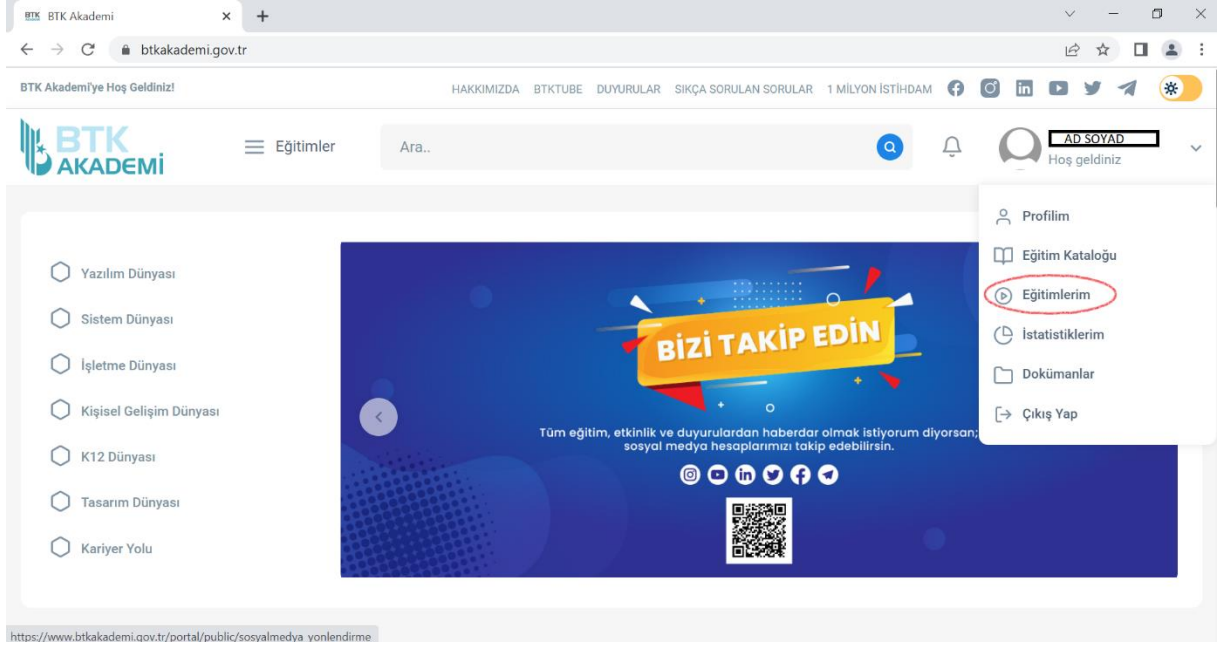 BTK BTK Akademi
btkakademi.gov.tr
BTK Akademi'ye Hoş Geldiniz!
HAKKIMIZDA BTKTUBE DUYURULAR SIKÇA SORULAN SORULAR 1 MİLYON İSTİHDAM
BTK
AKADEMİ
Eğitimler
Ara..
AD SOYAD
Hoş geldiniz
Profilim
Eğitim Kataloğu
Eğitimlerim
İstatistiklerim
Dokümanlar
Çıkış Yap
Yazılım Dünyası
Sistem Dünyası
İşletme Dünyası
Kişisel Gelişim Dünyası
K12 Dünyası
Tasarım Dünyası
Kariyer Yolu
BİZİ TAKİP EDİN
Tüm eğitim, etkinlik ve duyurulardan haberdar olmak istiyorum diyorsan;
sosyal medya hesaplarımızı takip edebilirsin.
https://www.btkakademi.gov.tr/portal/public/sosyalmedya_yonlendirme